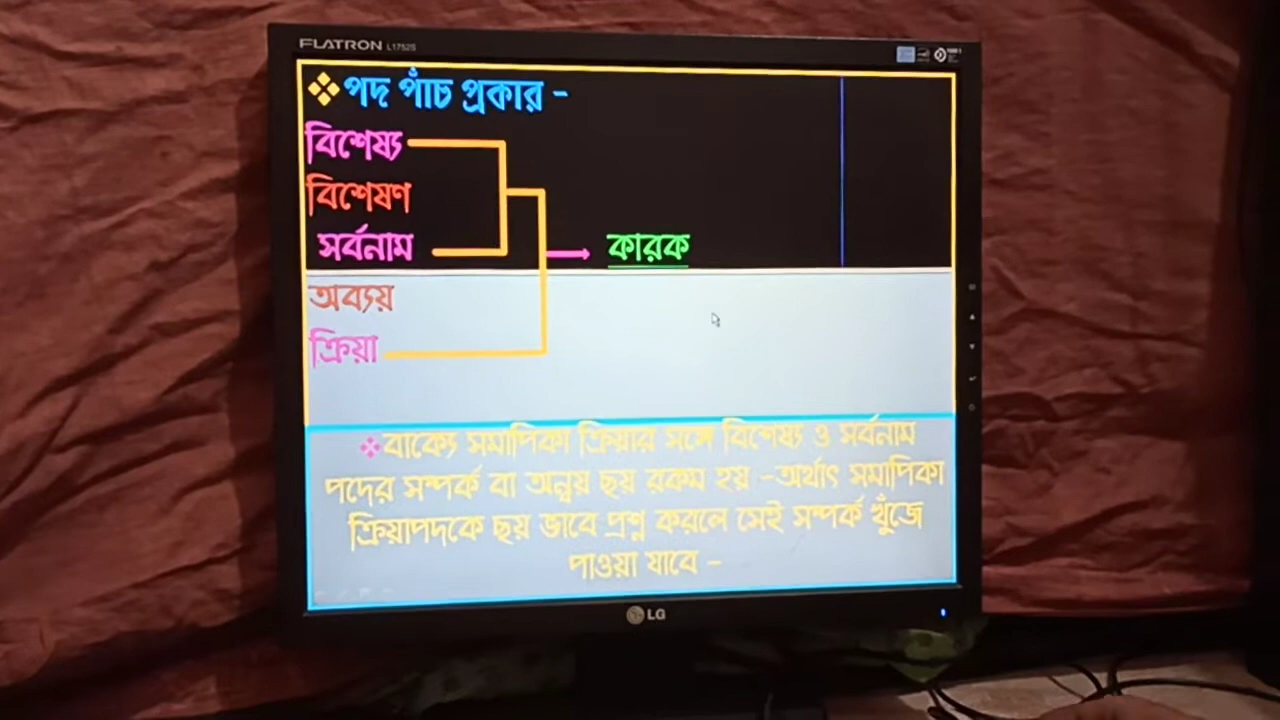 FLATRON L1752S
❖পদ পাঁচ প্রকার -
বিশেষ্য
বিশেষণ
সর্বনাম
কারক
অব্যয়
ক্রিয়া
❖বাক্যে সমাপিকা ক্রিয়ার সঙ্গে বিশেষ্য ও সর্বনাম
পদের সম্পর্ক বা অন্বয় ছয় রকম হয় -অর্থাৎ সমাপিকা
ক্রিয়াপদকে ছয় ভাবে প্রশ্ন করলে সেই সম্পর্ক খুঁজে
পাওয়া যাবে -
LG